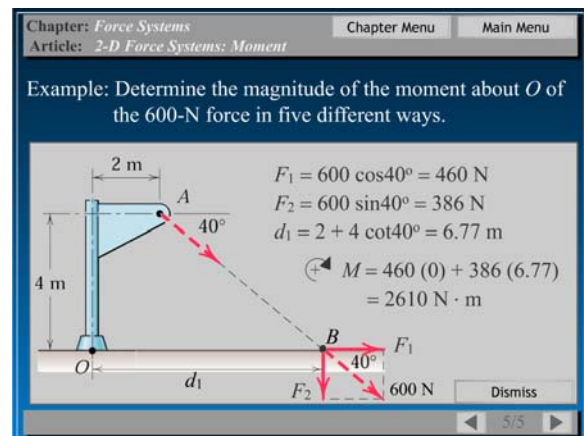 Chapter: Force Systems
Chapter Menu
Main Menu
Article: 2-D Force Systems: Moment
Example: Determine the magnitude of the moment about O of
the 600-N force in five different ways.
2 m
A
40°
4 m
O
d₁
B
F₁
40°
F₂
600 N
F₁ = 600 cos40° = 460 N
F₂ = 600 sin40° = 386 N
d₁ = 2 + 4 cot40° = 6.77 m
+ M = 460 (0) + 386 (6.77)
= 2610 N · m
Dismiss
5/5